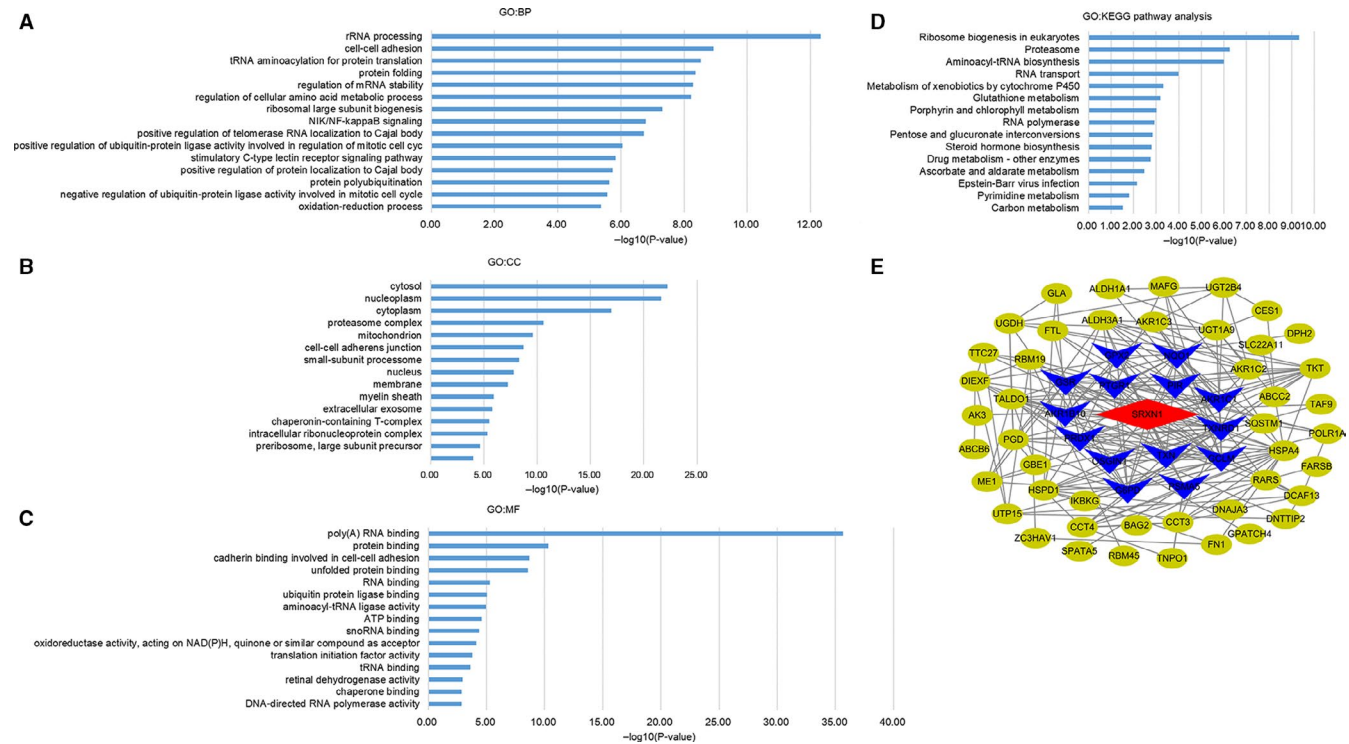 A
GO:BP
rRNA processing
cell-cell adhesion
tRNA aminoacylation for protein translation
protein folding
regulation of mRNA stability
regulation of cellular amino acid metabolic process
ribosomal large subunit biogenesis
NIK/NF-kappaB signaling
positive regulation of telomerase RNA localization to Cajal body
positive regulation of ubiquitin-protein ligase activity involved in regulation of mitotic cell cyc
stimulatory C-type lectin receptor signaling pathway
positive regulation of protein localization to Cajal body
protein polyubiquitination
negative regulation of ubiquitin-protein ligase activity involved in mitotic cell cycle
oxidation-reduction process
0.00 2.00 4.00 6.00 8.00 10.00 12.00
–log10(P-value)
B
GO:CC
cytosol
nucleoplasm
cytoplasm
proteasome complex
mitochondrion
cell-cell adherens junction
small-subunit processome
nucleus
membrane
myelin sheath
extracellular exosome
chaperonin-containing T-complex
intracellular ribonucleoprotein complex
preribosome, large subunit precursor
0.00 5.00 10.00 15.00 20.00 25.00
–log10(P-value)
C
GO:MF
poly(A) RNA binding
protein binding
cadherin binding involved in cell-cell adhesion
unfolded protein binding
RNA binding
ubiquitin protein ligase binding
aminoacyl-tRNA ligase activity
ATP binding
snoRNA binding
oxidoreductase activity, acting on NAD(P)H, quinone or similar compound as acceptor
translation initiation factor activity
tRNA binding
retinal dehydrogenase activity
chaperone binding
DNA-directed RNA polymerase activity
0.00 5.00 10.00 15.00 20.00 25.00 30.00 35.00 40.00
–log10(P-value)
D
GO:KEGG pathway analysis
Ribosome biogenesis in eukaryotes
Proteasome
Aminoacyl-tRNA biosynthesis
RNA transport
Metabolism of xenobiotics by cytochrome P450
Glutathione metabolism
Porphyrin and chlorophyll metabolism
RNA polymerase
Pentose and glucuronate interconversions
Steroid hormone biosynthesis
Drug metabolism - other enzymes
Ascorbate and aldarate metabolism
Epstein-Barr virus infection
Pyrimidine metabolism
Carbon metabolism
0.00 1.00 2.00 3.00 4.00 5.00 6.00 7.00 8.00 9.00 10.00
–log10(P-value)
E
GLA
ALDH1A1
MAFG
UGT2B4
CES1
UGDH
FTL
ALDH3A1
AKR1C3
UGT1A9
SLC22A11
DPH2
TTC27
RBM19
AKR1C2
TKT
DIEXF
TALDO1
ABCC2
TAF9
AK3
SRXN1
SQSTM1
POLR1A
ABCB6
PGD
HSPA4
FARSB
ME1
GBE1
HSPD1
IKBKG
RARS
DCAF13
UTP15
CCT4
BAG2
CCT3
DNAJA3
DNTTIP2
GPATCH4
ZC3HAV1
SPATA5
RBM45
TNPO1
FN1